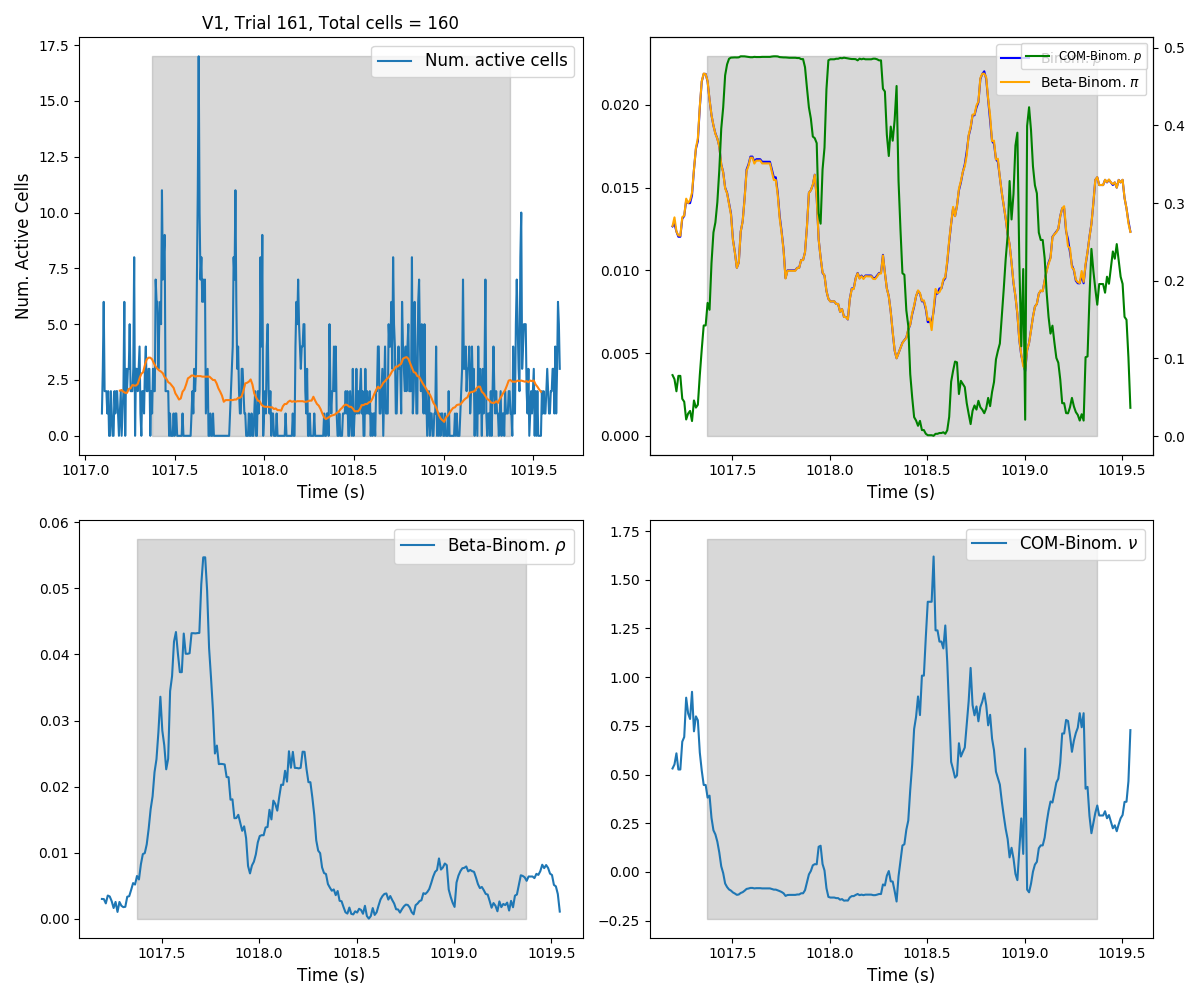 V1, Trial 161, Total cells = 160
Num. active cells
17.5
15.0
12.5
10.0
7.5
5.0
2.5
0.0
Num. Active Cells
1017.0 1017.5 1018.0 1018.5 1019.0 1019.5
Time (s)
COM-Binom. p
Beta-Binom. π
0.020
0.015
0.010
0.005
0.000
0.5
0.4
0.3
0.2
0.1
0.0
1017.5 1018.0 1018.5 1019.0 1019.5
Time (s)
Beta-Binom. ρ
0.06
0.05
0.04
0.03
0.02
0.01
0.00
1017.5 1018.0 1018.5 1019.0 1019.5
Time (s)
COM-Binom. ν
1.75
1.50
1.25
1.00
0.75
0.50
0.25
0.00
−0.25
1017.5 1018.0 1018.5 1019.0 1019.5
Time (s)